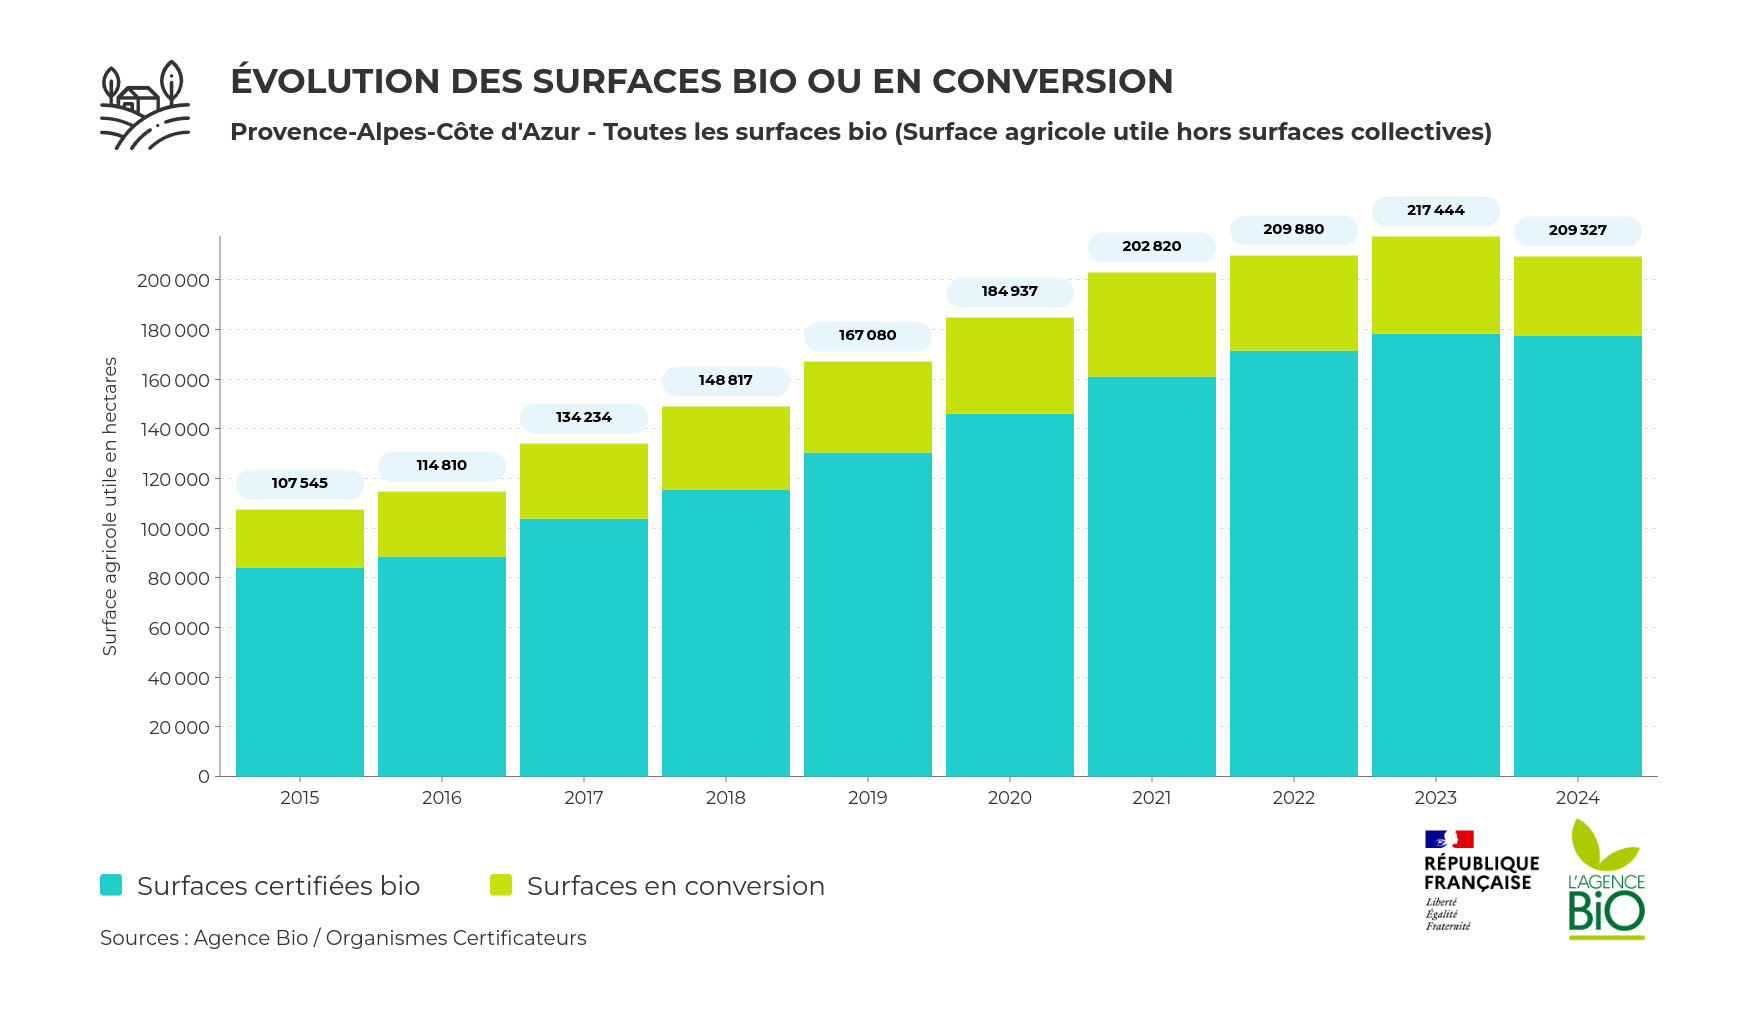 ÉVOLUTION DES SURFACES BIO OU EN CONVERSION
Provence-Alpes-Côte d'Azur - Toutes les surfaces bio (Surface agricole utile hors surfaces collectives)
Surface agricole utile en hectares
200 000
180 000
160 000
140 000
120 000
100 000
80 000
60 000
40 000
20 000
0
107 545
114 810
134 234
148 817
167 080
184 937
202 820
209 880
217 444
209 327
2015
2016
2017
2018
2019
2020
2021
2022
2023
2024
Surfaces certifiées bio
Surfaces en conversion
Sources : Agence Bio / Organismes Certificateurs
RÉPUBLIQUE
FRANÇAISE
Liberté
Égalité
Fraternité
L'AGENCE
BiO